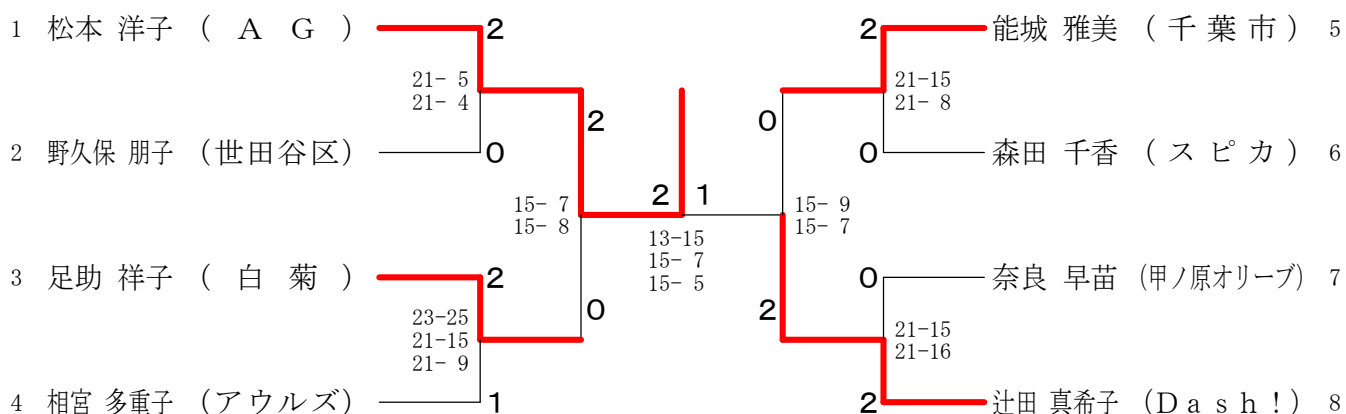 1 松本 洋子 ( A G ) 2
21- 5
21- 4
2 野久保 朋子 (世田谷区) 0
2
15- 7
15- 8
3 足助 祥子 ( 白 菊 ) 2
23-25
21-15
21- 9
0
4 相宮 多重子 (アウルズ) 1
2 1
13-15
15- 7
15- 5
2 能城 雅美 (千葉市) 5
21-15
21- 8
0
0 森田 千香 (スピカ) 6
15- 9
15- 7
0 奈良 早苗 (甲ノ原オリーブ) 7
2
21-15
21-16
2 辻田 真希子 (Dash!) 8